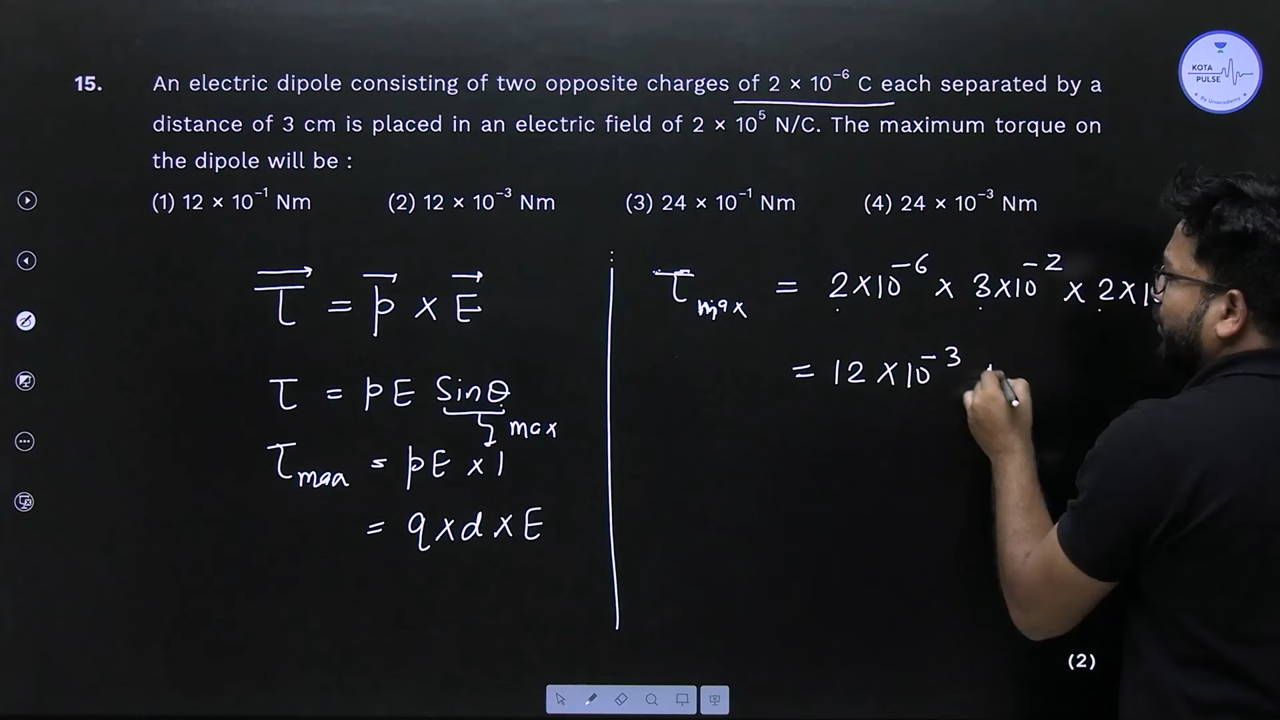 15. An electric dipole consisting of two opposite charges of 2 × 10⁻⁶ C each separated by a
distance of 3 cm is placed in an electric field of 2 × 10⁵ N/C. The maximum torque on
the dipole will be :
(1) 12 × 10⁻¹ Nm (2) 12 × 10⁻³ Nm (3) 24 × 10⁻¹ Nm (4) 24 × 10⁻³ Nm
KOTA
PULSE
By Unacademy
τ⃗ = p⃗ × E⃗
τ = pE Sinθ
max
τmax = pE × 1
= q × d × E
τmax = 2×10⁻⁶ × 3×10⁻² × 2×1
= 12 × 10⁻³
(2)